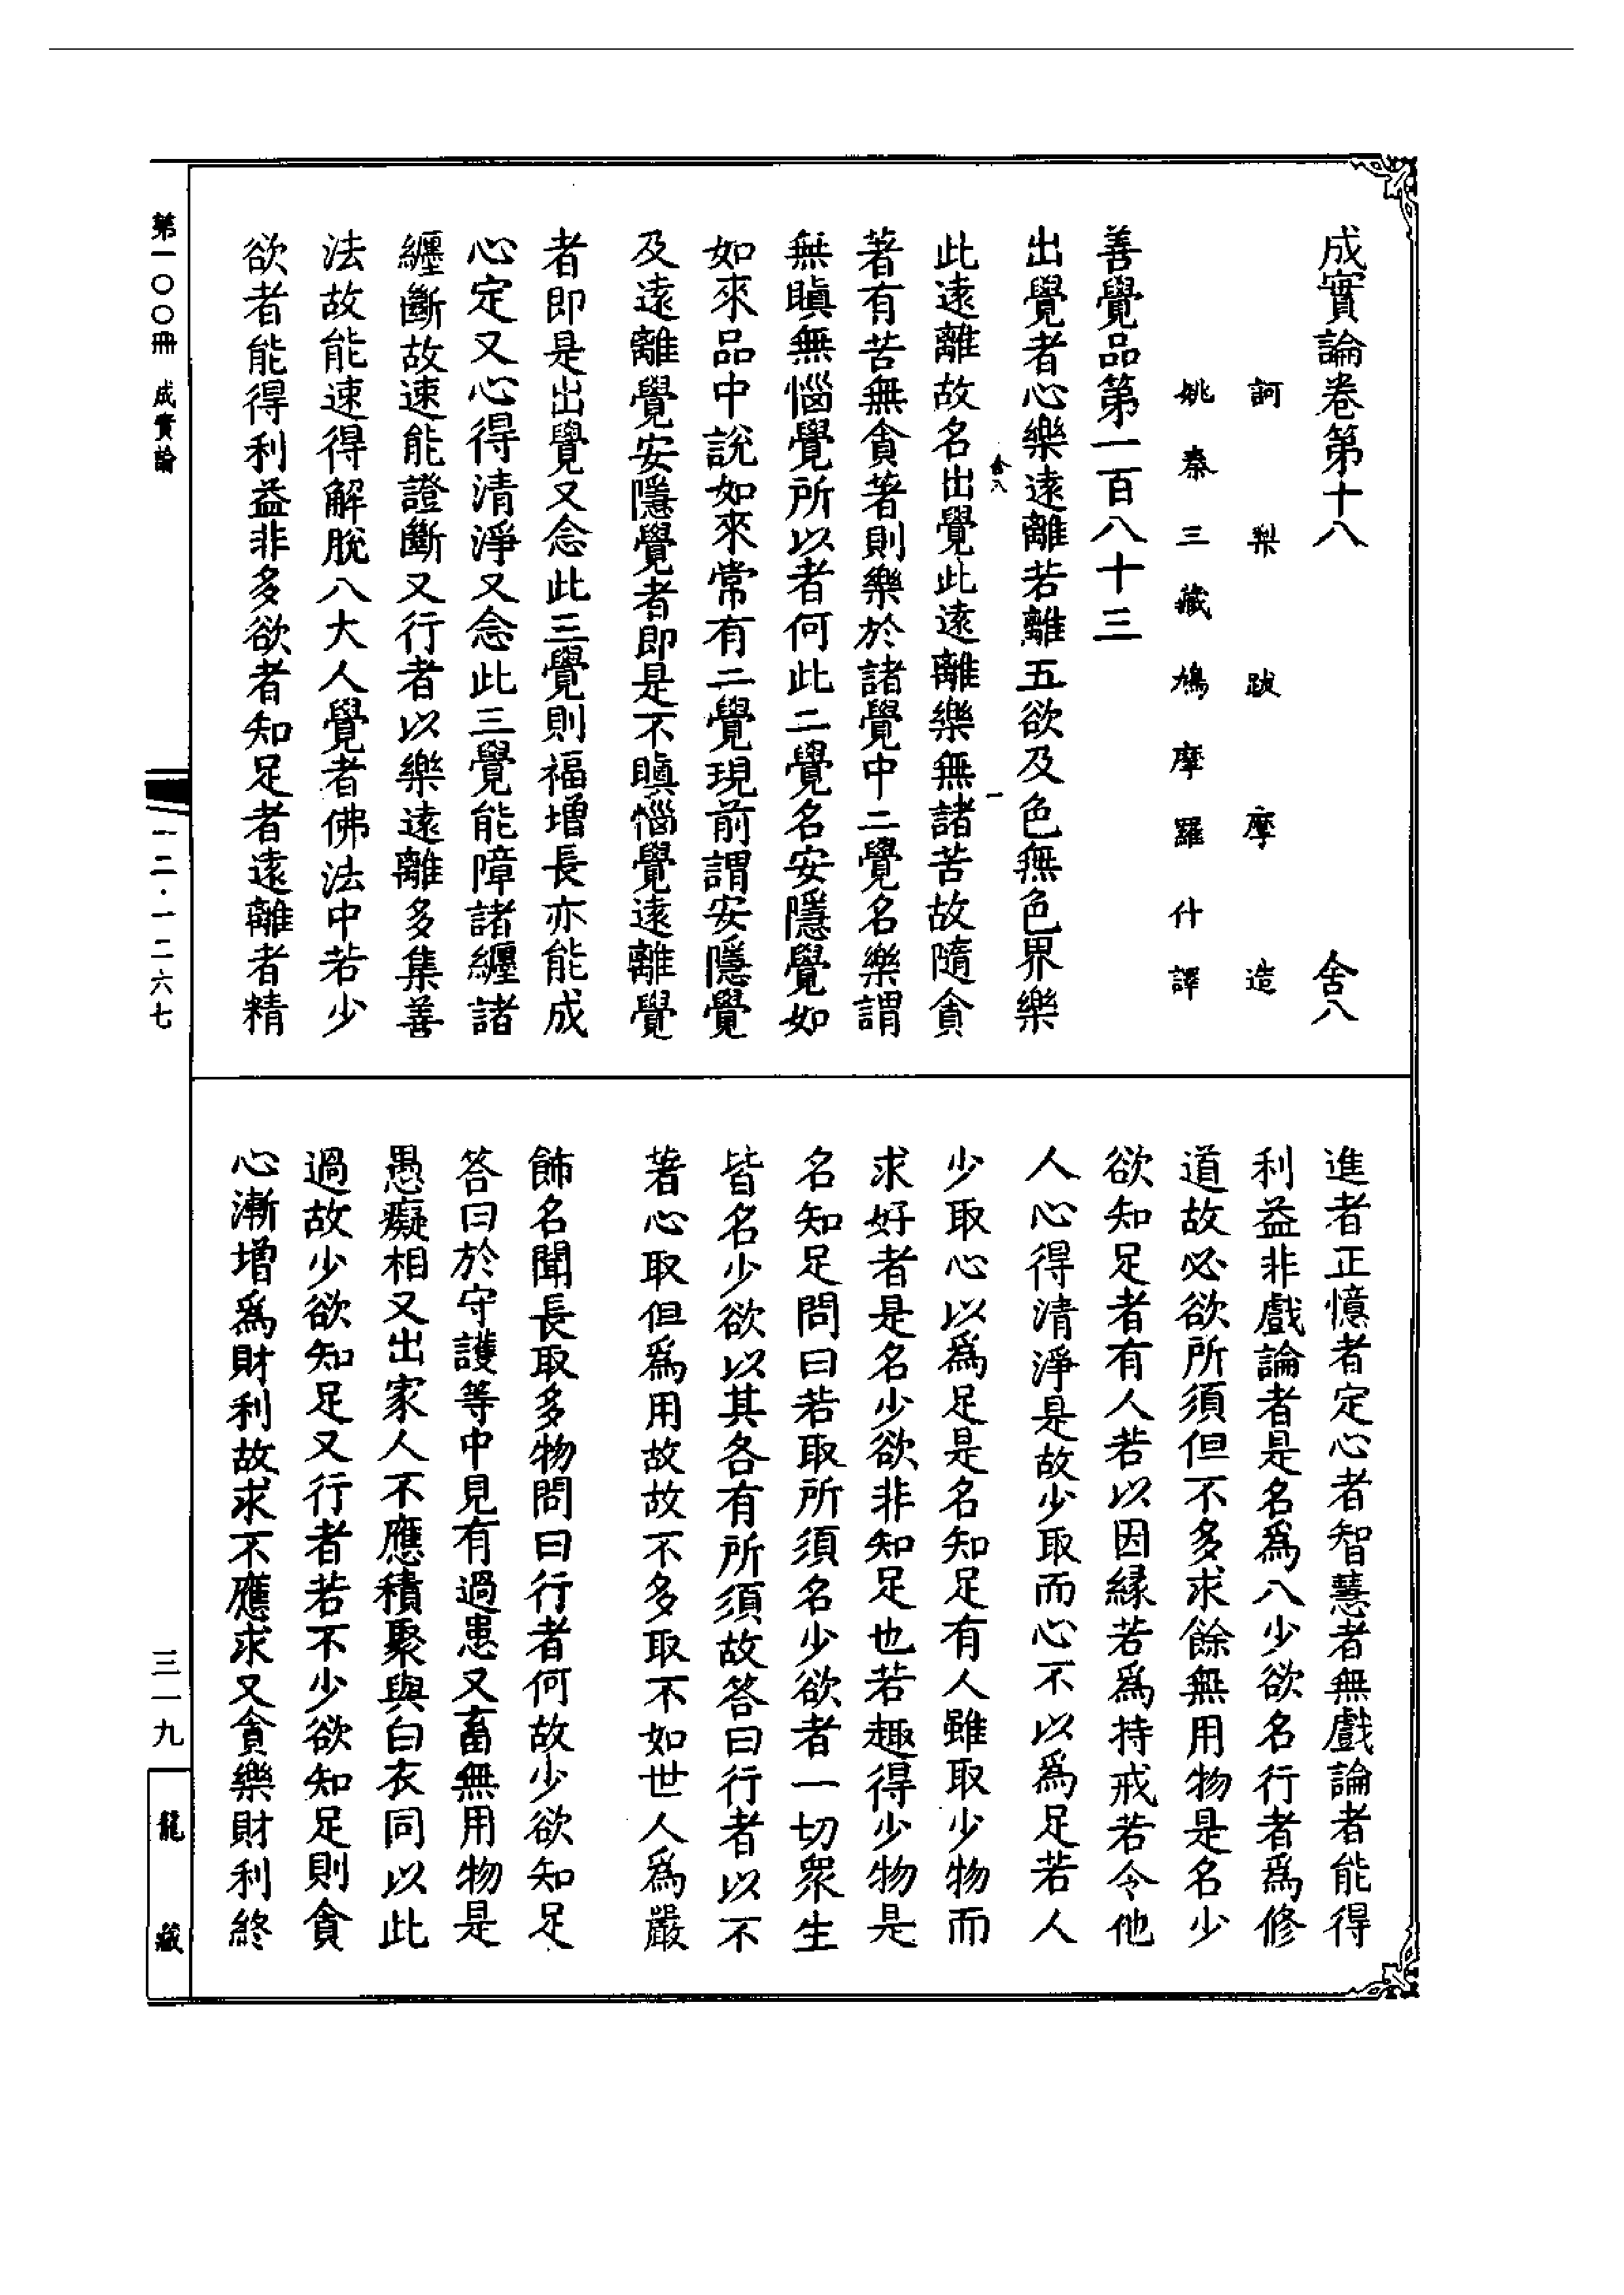 成實論卷第十八　舍八
訶梨跋摩造
姚秦三藏鳩摩羅什譯
善覺品第一百八十三
出覺者心樂遠離若離五欲及色無色界樂
舍八　一
此遠離故名出覺此遠離樂無諸苦故隨貪
著有苦無貪著則樂於諸覺中二覺名樂謂
無瞋無惱覺所以者何此二覺名安隱覺如
如來品中說如來常有二覺現前謂安隱覺
及遠離覺安隱覺者即是不瞋惱覺遠離覺
者即是出覺又念此三覺則福增長亦能成
心定又心得清淨又念此三覺能障諸纏諸
纏斷故速能證斷又行者以樂遠離多集善
法故能速得解脫八大人覺者佛法中若少
欲者能得利益非多欲者知足者遠離者精
進者正憶者定心者智慧者無戲論者能得
利益非戲論者是名為八少欲名行者為修
道故必欲所須但不多求餘無用物是名少
欲知足者有人若以因緣若為持戒若令他
人心得清淨是故少取而心不以為足若人
少取心以為足是名知足有人雖取少物而
求好者是名少欲非知足也若趣得少物是
名知足問曰若取所須名少欲者一切眾生
皆名少欲以其各有所須故答曰行者以不
著心取但為用故故不多取不如世人為嚴
飾名聞長取多物問曰行者何故少欲知足
答曰於守護等中見有過患又畜無用物是
愚癡相又出家人不應積聚與白衣同以此
過故少欲知足又行者若不少欲知足則貪
心漸增為財利故求不應求又貪樂財利終
第一〇〇冊　成實論
一二·一二六七
三一九
龍藏